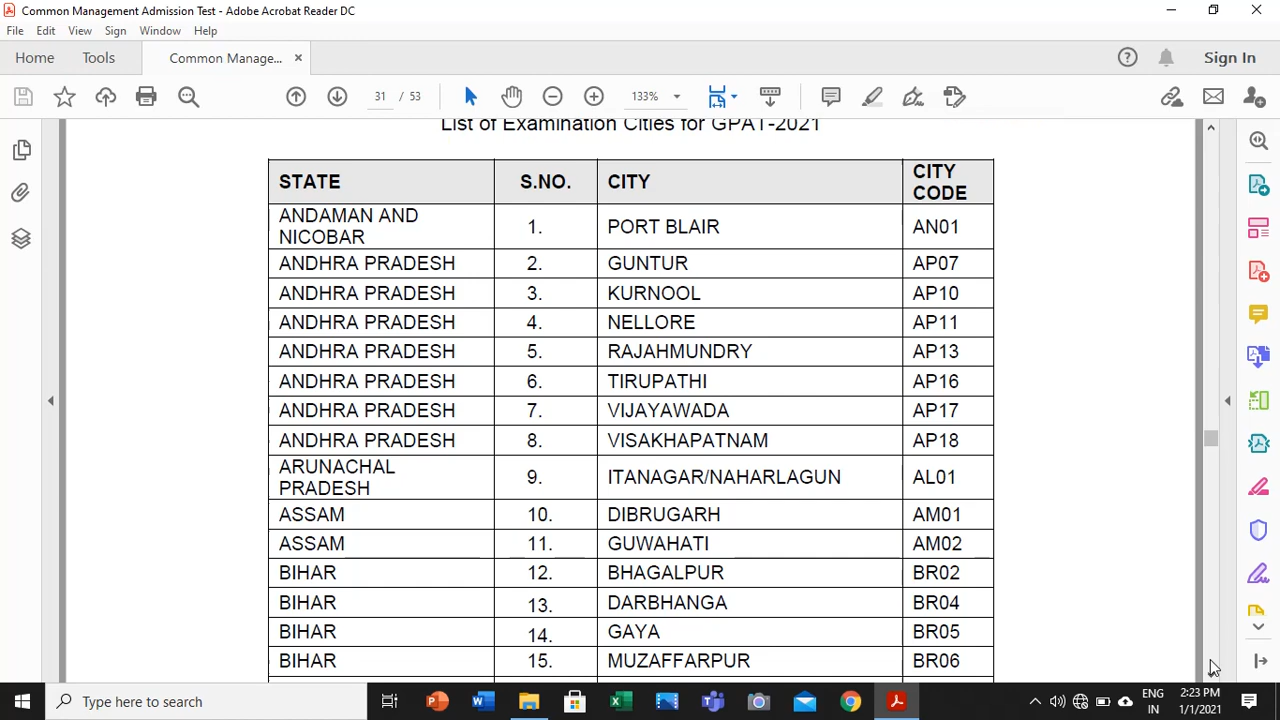 Common Management Admission Test - Adobe Acrobat Reader DC
File Edit View Sign Window Help
Home Tools Common Manage... Sign In
31 / 53 133%
List of Examination Cities for GPAT-2021
STATE S.NO. CITY CITY CODE
ANDAMAN AND NICOBAR 1. PORT BLAIR AN01
ANDHRA PRADESH 2. GUNTUR AP07
ANDHRA PRADESH 3. KURNOOL AP10
ANDHRA PRADESH 4. NELLORE AP11
ANDHRA PRADESH 5. RAJAHMUNDRY AP13
ANDHRA PRADESH 6. TIRUPATHI AP16
ANDHRA PRADESH 7. VIJAYAWADA AP17
ANDHRA PRADESH 8. VISAKHAPATNAM AP18
ARUNACHAL PRADESH 9. ITANAGAR/NAHARLAGUN AL01
ASSAM 10. DIBRUGARH AM01
ASSAM 11. GUWAHATI AM02
BIHAR 12. BHAGALPUR BR02
BIHAR 13. DARBHANGA BR04
BIHAR 14. GAYA BR05
BIHAR 15. MUZAFFARPUR BR06
Type here to search
ENG 2:23 PM
IN 1/1/2021